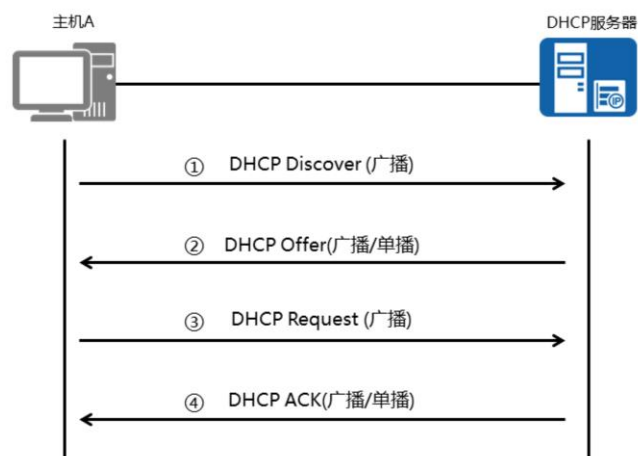 主机A
DHCP服务器
IP
① DHCP Discover (广播)
② DHCP Offer(广播/单播)
③ DHCP Request (广播)
④ DHCP ACK(广播/单播)